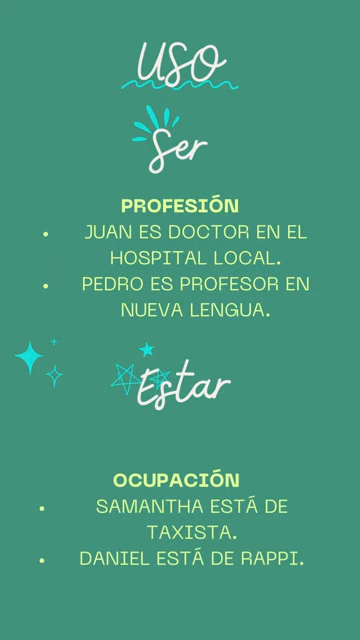 USO
Ser
PROFESIÓN
• JUAN ES DOCTOR EN EL
HOSPITAL LOCAL.
• PEDRO ES PROFESOR EN
NUEVA LENGUA.
Estar
OCUPACIÓN
• SAMANTHA ESTÁ DE
TAXISTA.
• DANIEL ESTÁ DE RAPPI.